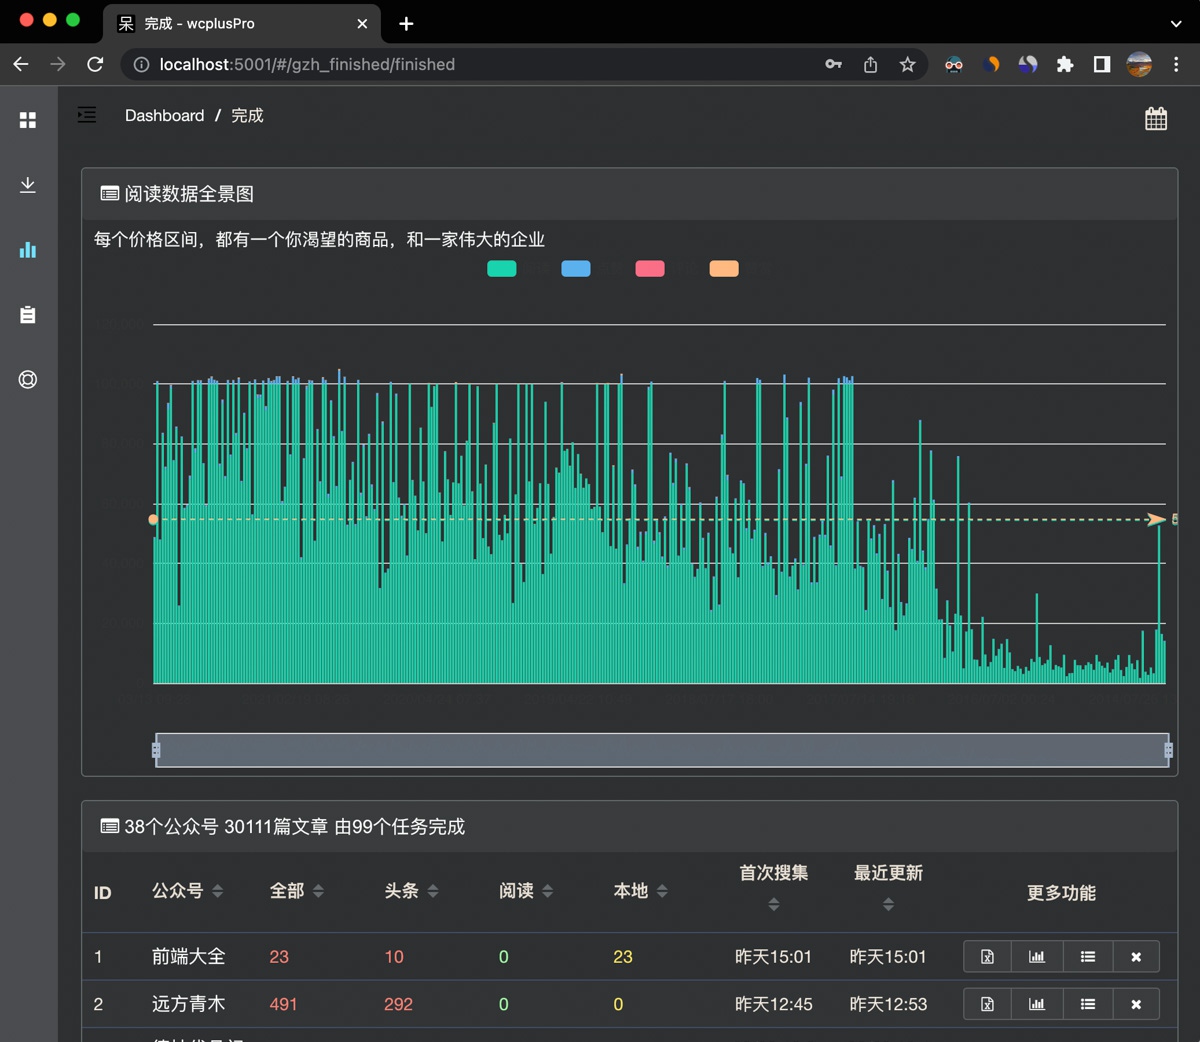 完成 - wcplusPro
localhost:5001/#/gzh_finished/finished
Dashboard / 完成
阅读数据全景图
每个价格区间，都有一个你渴望的商品，和一家伟大的企业
38个公众号 30111篇文章 由99个任务完成
ID 公众号 全部 头条 阅读 本地 首次搜集 最近更新 更多功能
1 前端大全 23 10 0 23 昨天15:01 昨天15:01
2 远方青木 491 292 0 0 昨天12:45 昨天12:53